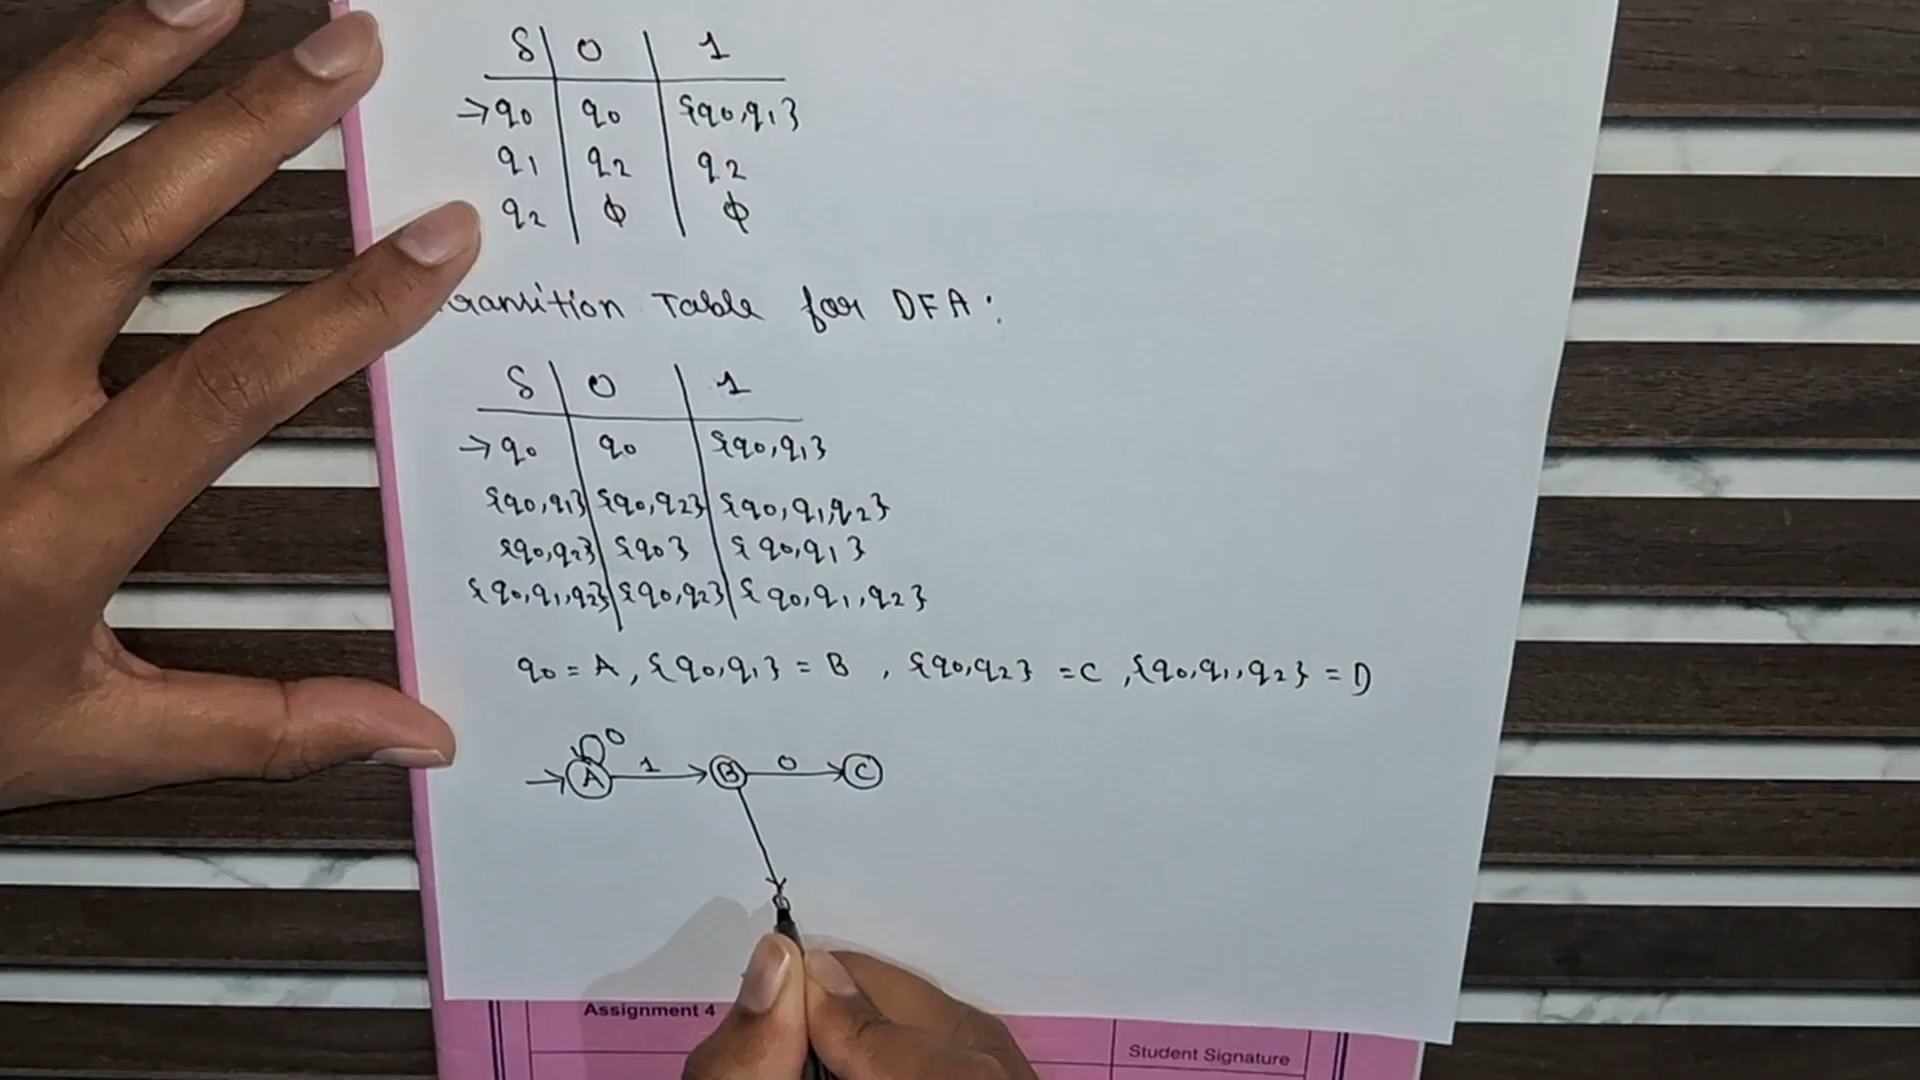 δ 0 1
→q0 q0 {q0,q1}
q1 q2 q2
q2 ϕ ϕ
ransition Table for DFA:
δ 0 1
→q0 q0 {q0,q1}
{q0,q1} {q0,q2} {q0,q1,q2}
{q0,q2} {q0} {q0,q1}
{q0,q1,q2} {q0,q2} {q0,q1,q2}
q0 = A, {q0,q1} = B, {q0,q2} = C, {q0,q1,q2} = D
0
→ A 1 B 0 C
Assignment 4
Student Signature